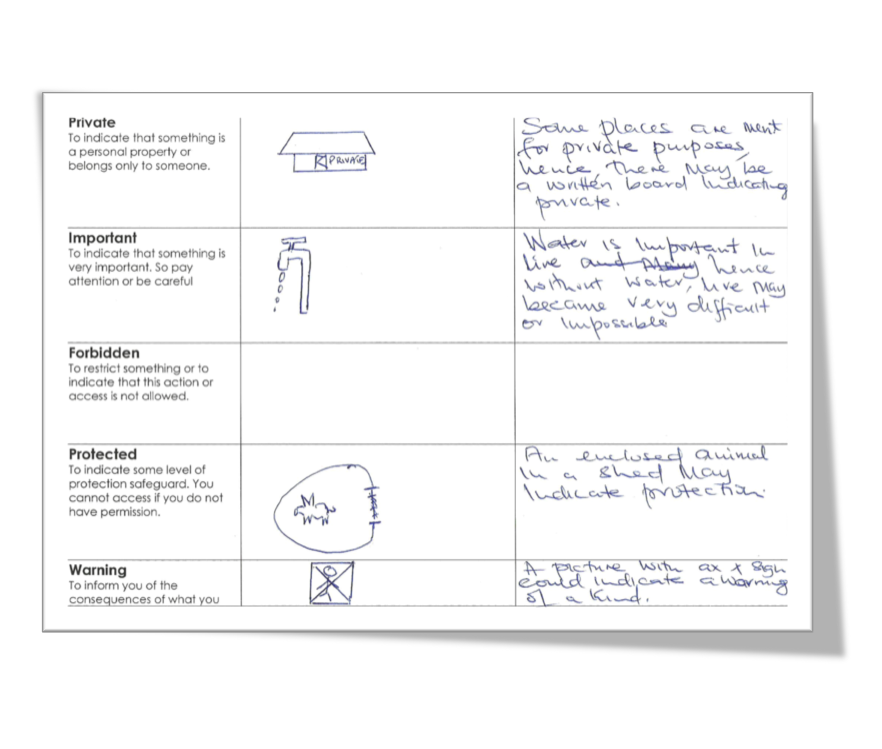 Private
To indicate that something is
a personal property or
belongs only to someone.
PRIVATE
Some places are ment
for private purposes,
hence, there may be
a written board Indicating
private.
Important
To indicate that something is
very important. So pay
attention or be careful
Water is Important In
live and Many hence
without water, live may
became very difficult
or Impossible
Forbidden
To restrict something or to
indicate that this action or
access is not allowed.
Protected
To indicate some level of
protection safeguard. You
cannot access if you do not
have permission.
An enclosed animal
In a shed May
Indicate protection.
Warning
To inform you of the
consequences of what you
A picture with ax + Sgn
could indicate a warning
of a kind.